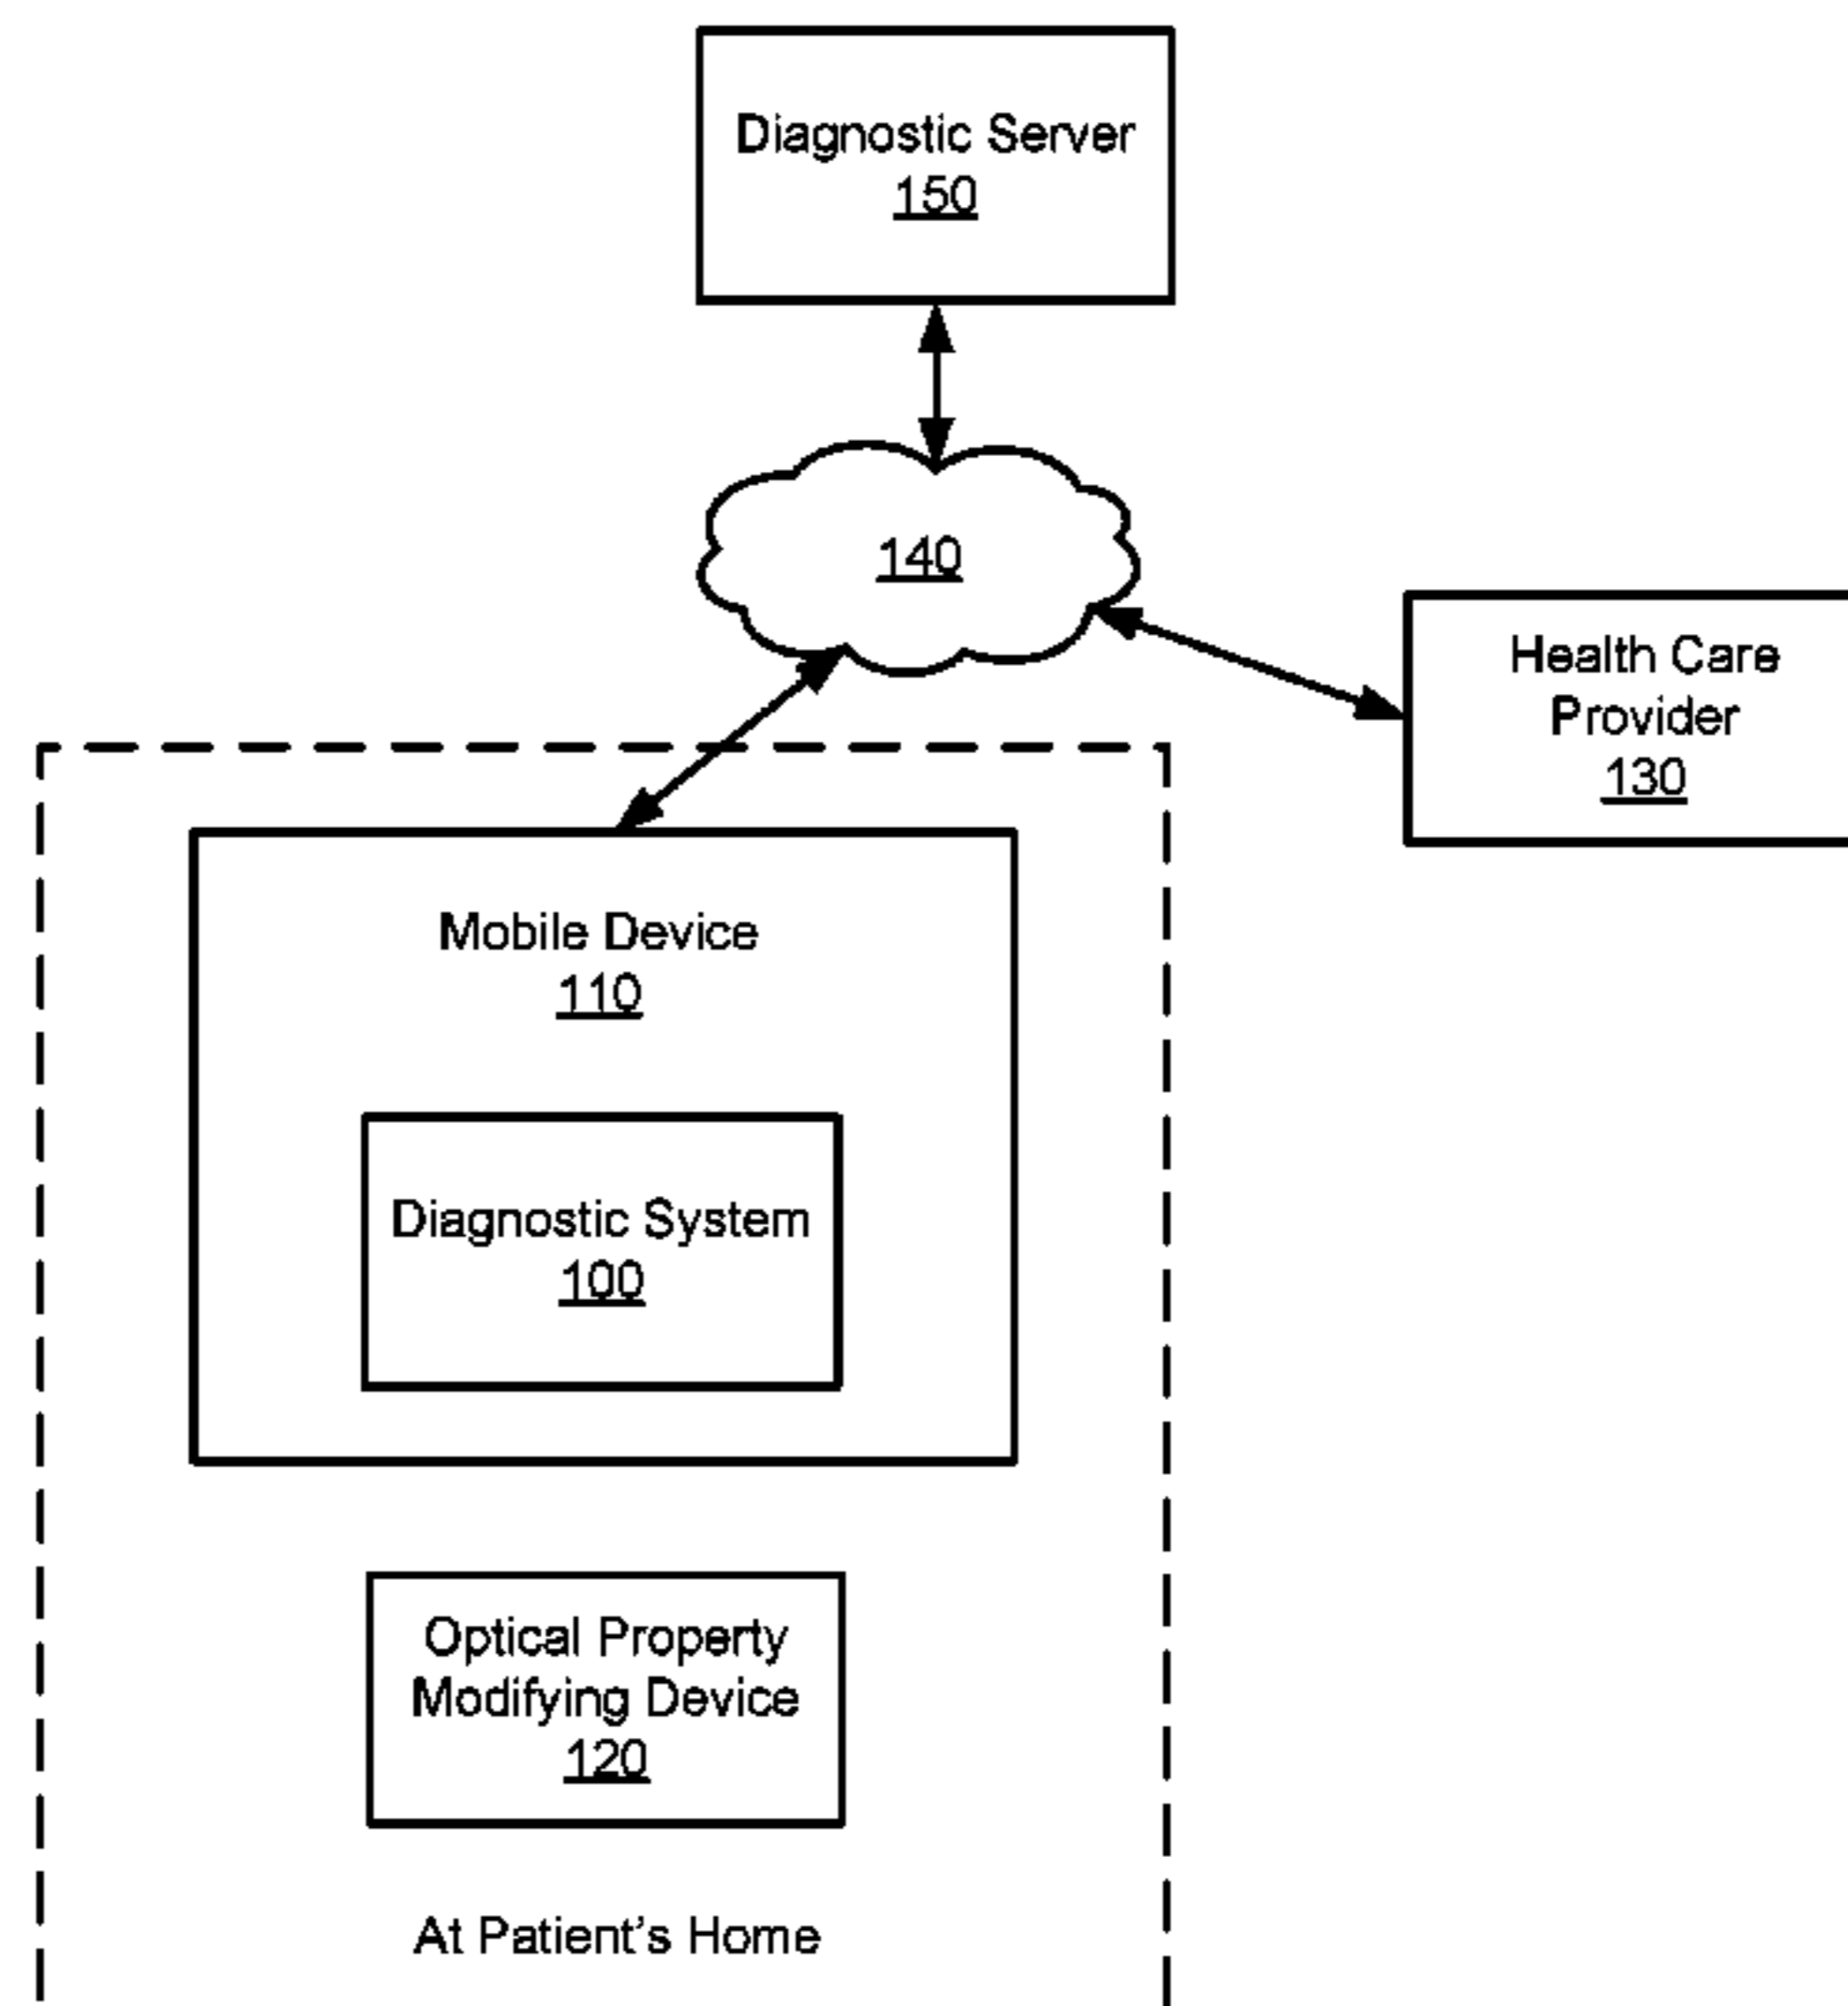 Diagnostic Server
150
140
Health Care
Provider
130
Mobile Device
110
Diagnostic System
100
Optical Property
Modifying Device
120
At Patient's Home